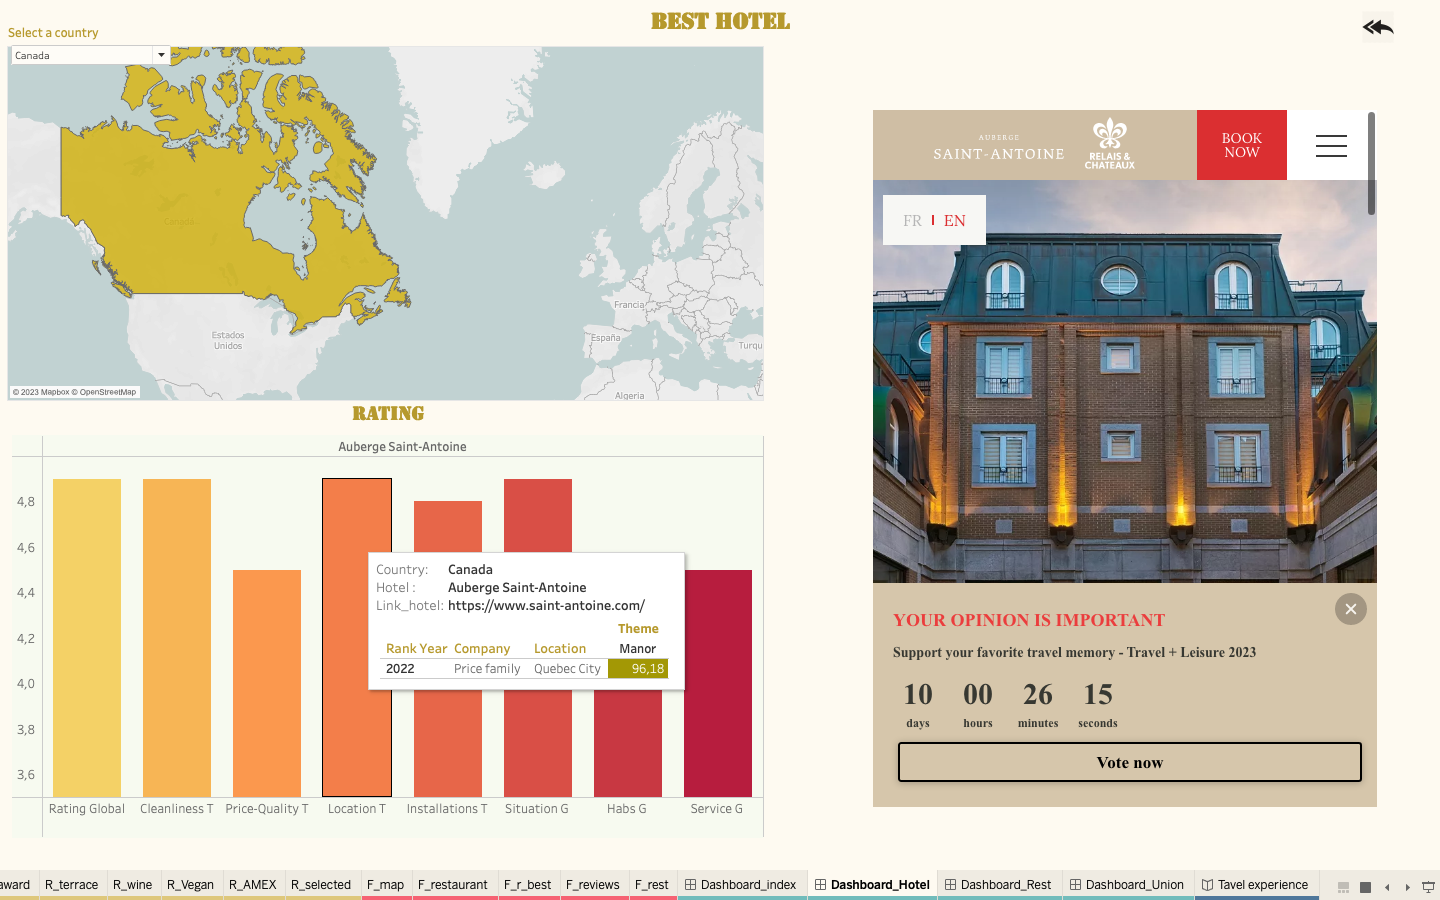 BEST HOTEL
Select a country
Canada
Canada
Estados
Unidos
Francia
España
Turqu
Algeria
© 2023 Mapbox © OpenStreetMap
RATING
Auberge Saint-Antoine
4,8
4,6
4,4
4,2
4,0
3,8
3,6
Country: Canada
Hotel : Auberge Saint-Antoine
Link_hotel: https://www.saint-antoine.com/
Theme
Rank Year Company Location Manor
2022 Price family Quebec City 96,18
Rating Global Cleanliness T Price-Quality T Location T Installations T Situation G Habs G Service G
AUBERGE
SAINT-ANTOINE
RELAIS &
CHATEAUX
BOOK
NOW
FR EN
YOUR OPINION IS IMPORTANT
Support your favorite travel memory - Travel + Leisure 2023
10 00 26 15
days hours minutes seconds
Vote now
award R_terrace R_wine R_Vegan R_AMEX R_selected F_map F_restaurant F_r_best F_reviews F_rest Dashboard_index Dashboard_Hotel Dashboard_Rest Dashboard_Union Tavel experience